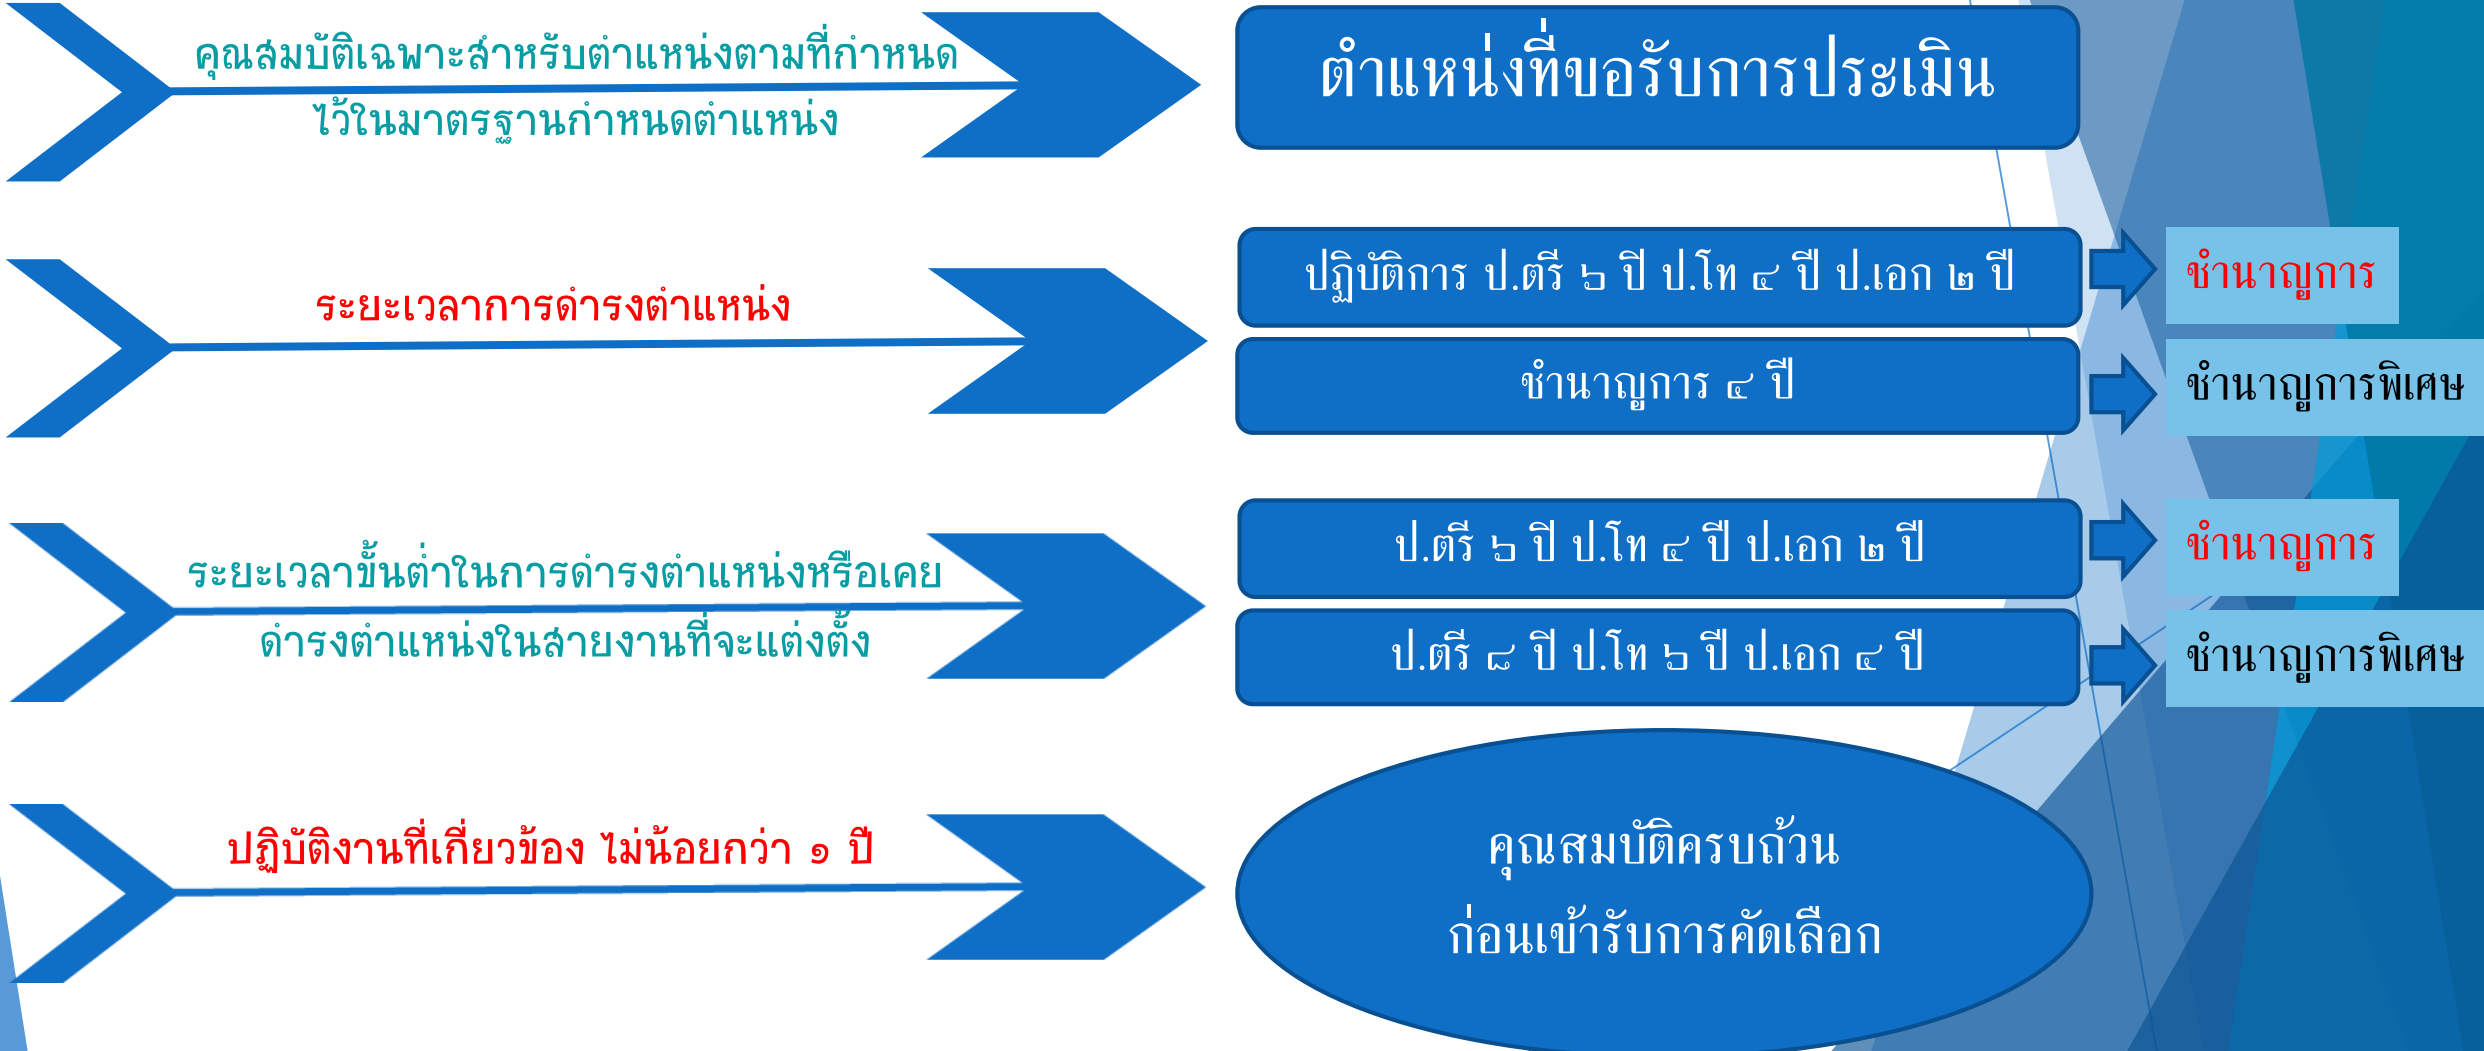 คุณสมบัติเฉพาะสำหรับตำแหน่งตามที่กำหนด
ไว้ในมาตรฐานกำหนดตำแหน่ง
ตำแหน่งที่ขอรับการประเมิน
ระยะเวลาการดำรงตำแหน่ง
ปฏิบัติการ ป.ตรี ๖ ปี ป.โท ๔ ปี ป.เอก ๒ ปี
ชำนาญการ
ชำนาญการ ๔ ปี
ชำนาญการพิเศษ
ระยะเวลาขั้นต่ำในการดำรงตำแหน่งหรือเคย
ดำรงตำแหน่งในสายงานที่จะแต่งตั้ง
ป.ตรี ๖ ปี ป.โท ๔ ปี ป.เอก ๒ ปี
ชำนาญการ
ป.ตรี ๘ ปี ป.โท ๖ ปี ป.เอก ๔ ปี
ชำนาญการพิเศษ
ปฏิบัติงานที่เกี่ยวข้อง ไม่น้อยกว่า ๑ ปี
คุณสมบัติครบถ้วน
ก่อนเข้ารับการคัดเลือก